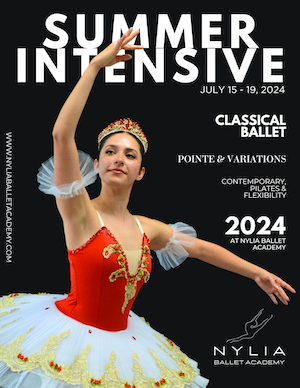 SUMMER
INTENSIVE
JULY 15 - 19, 2024
CLASSICAL
BALLET
POINTE & VARIATIONS
CONTEMPORARY,
PILATES &
FLEXIBILITY
2024
AT NYLIA BALLET
ACADEMY
WWW.NYLIABALLETACADEMY.COM
NYLIA
BALLET ACADEMY